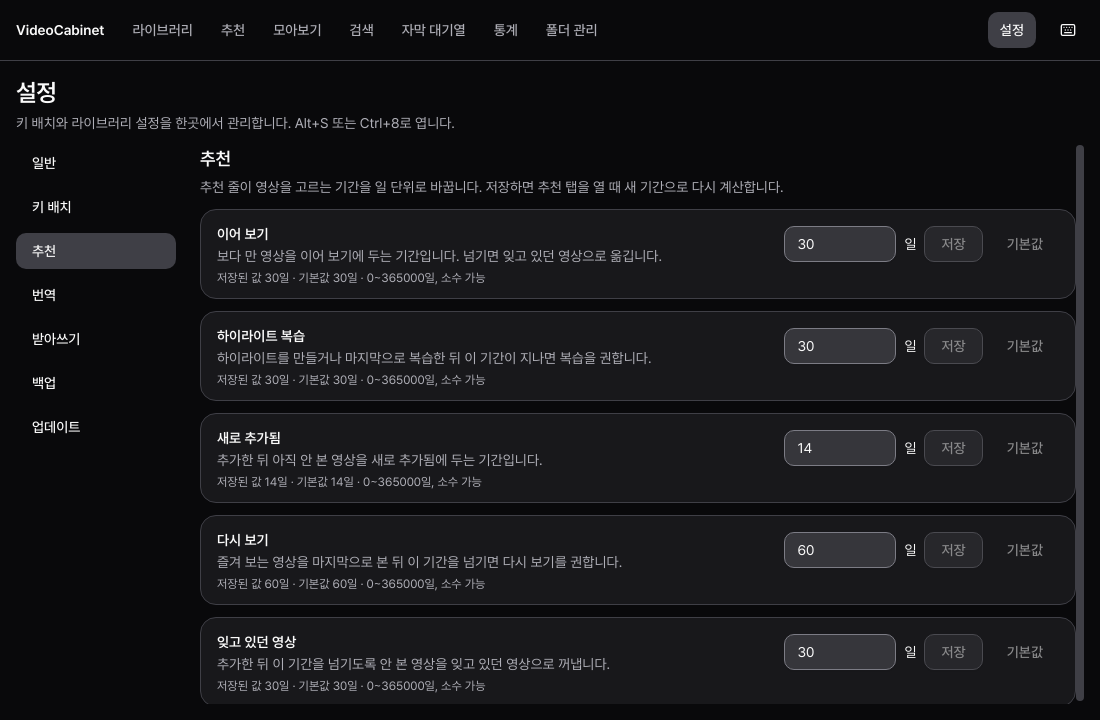 VideoCabinet 라이브러리 추천 모아보기 검색 자막 대기열 통계 폴더 관리 설정
설정
키 배치와 라이브러리 설정을 한곳에서 관리합니다. Alt+S 또는 Ctrl+8로 엽니다.
일반
키 배치
추천
번역
받아쓰기
백업
업데이트
추천
추천 줄이 영상을 고르는 기간을 일 단위로 바꿉니다. 저장하면 추천 탭을 열 때 새 기간으로 다시 계산합니다.
이어 보기
보다 만 영상을 이어 보기에 두는 기간입니다. 넘기면 잊고 있던 영상으로 옮깁니다.
저장된 값 30일 · 기본값 30일 · 0~365000일, 소수 가능
30 일 저장 기본값
하이라이트 복습
하이라이트를 만들거나 마지막으로 복습한 뒤 이 기간이 지나면 복습을 권합니다.
저장된 값 30일 · 기본값 30일 · 0~365000일, 소수 가능
30 일 저장 기본값
새로 추가됨
추가한 뒤 아직 안 본 영상을 새로 추가됨에 두는 기간입니다.
저장된 값 14일 · 기본값 14일 · 0~365000일, 소수 가능
14 일 저장 기본값
다시 보기
즐겨 보는 영상을 마지막으로 본 뒤 이 기간을 넘기면 다시 보기를 권합니다.
저장된 값 60일 · 기본값 60일 · 0~365000일, 소수 가능
60 일 저장 기본값
잊고 있던 영상
추가한 뒤 이 기간을 넘기도록 안 본 영상을 잊고 있던 영상으로 꺼냅니다.
저장된 값 30일 · 기본값 30일 · 0~365000일, 소수 가능
30 일 저장 기본값